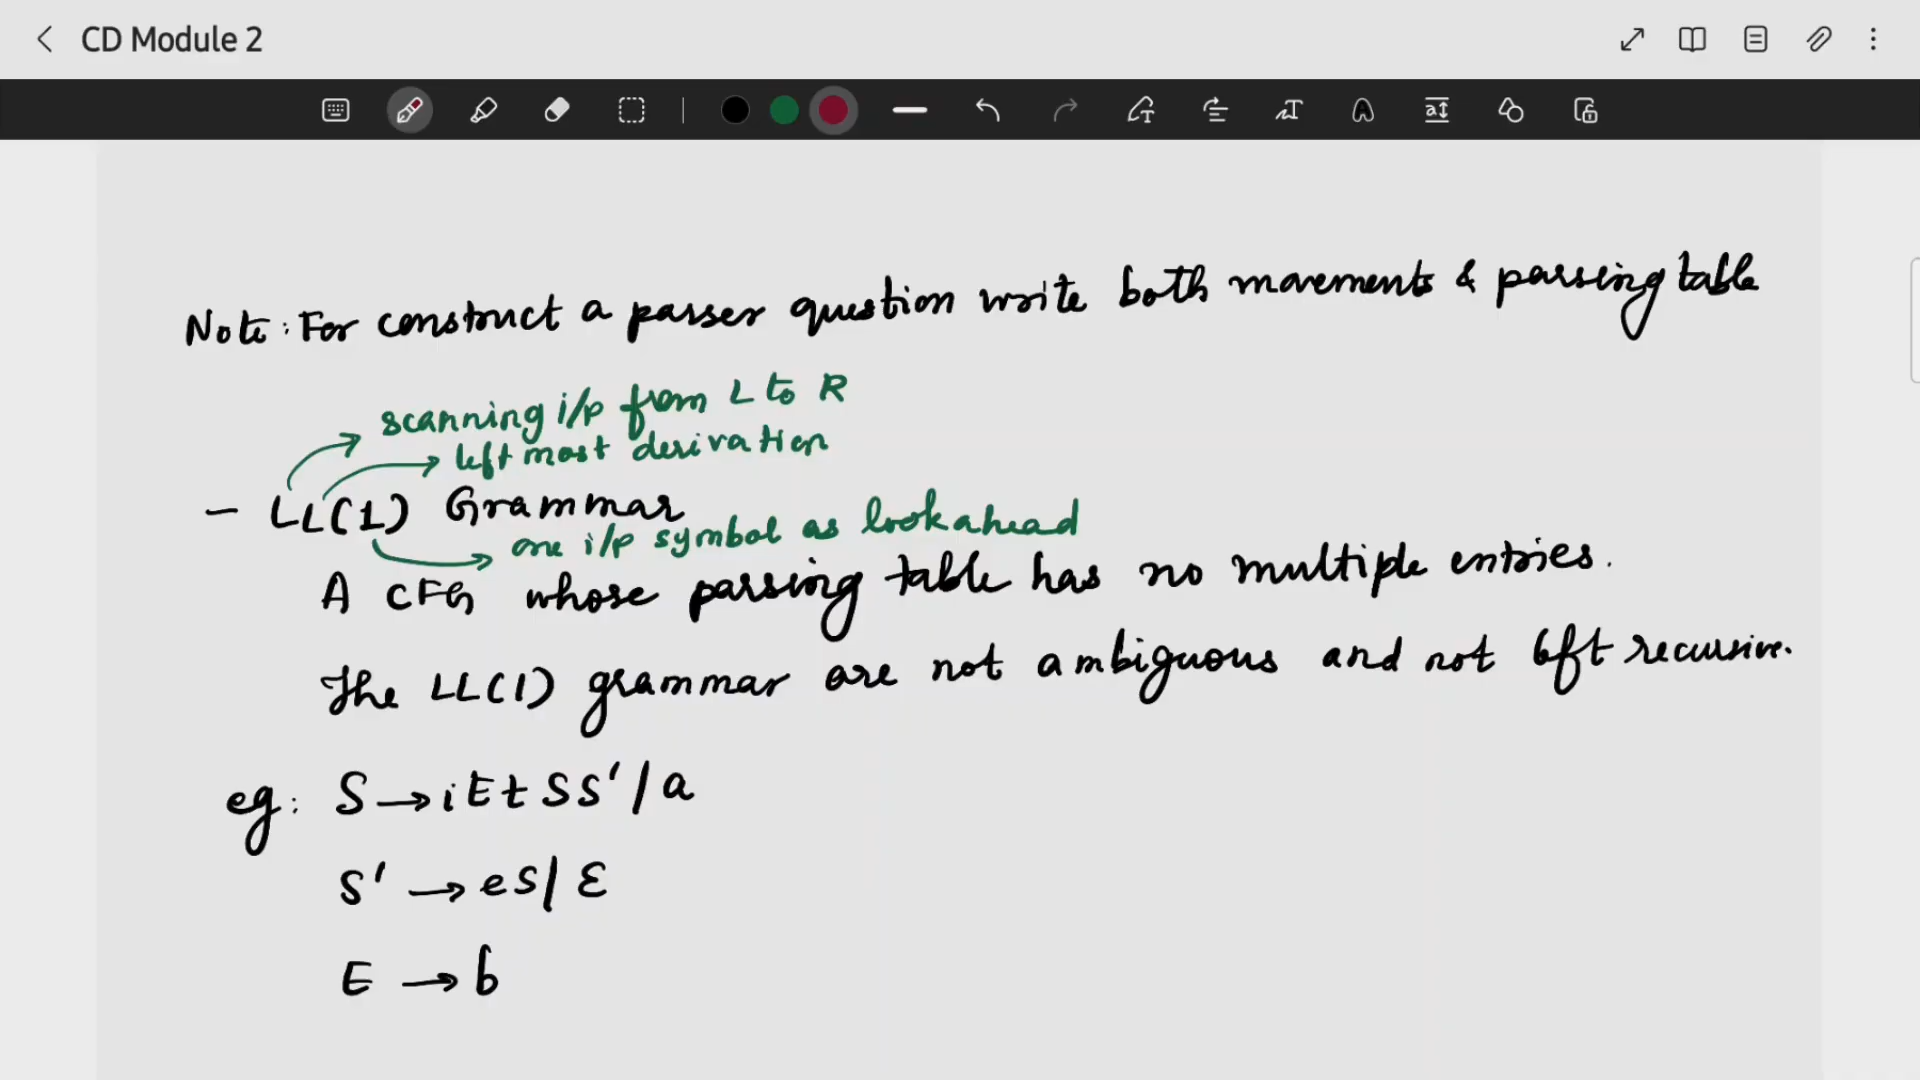 CD Module 2
Note: For construct a parser question write both movements & parsing table
scanning i/p from L to R
left most derivation
- LL(1) Grammar
one i/p symbol as lookahead
A CFG whose parsing table has no multiple entries.
The LL(1) grammar are not ambiguous and not left recursive.
eg: S → iEtSS'/a
S' → eS/ε
E → b